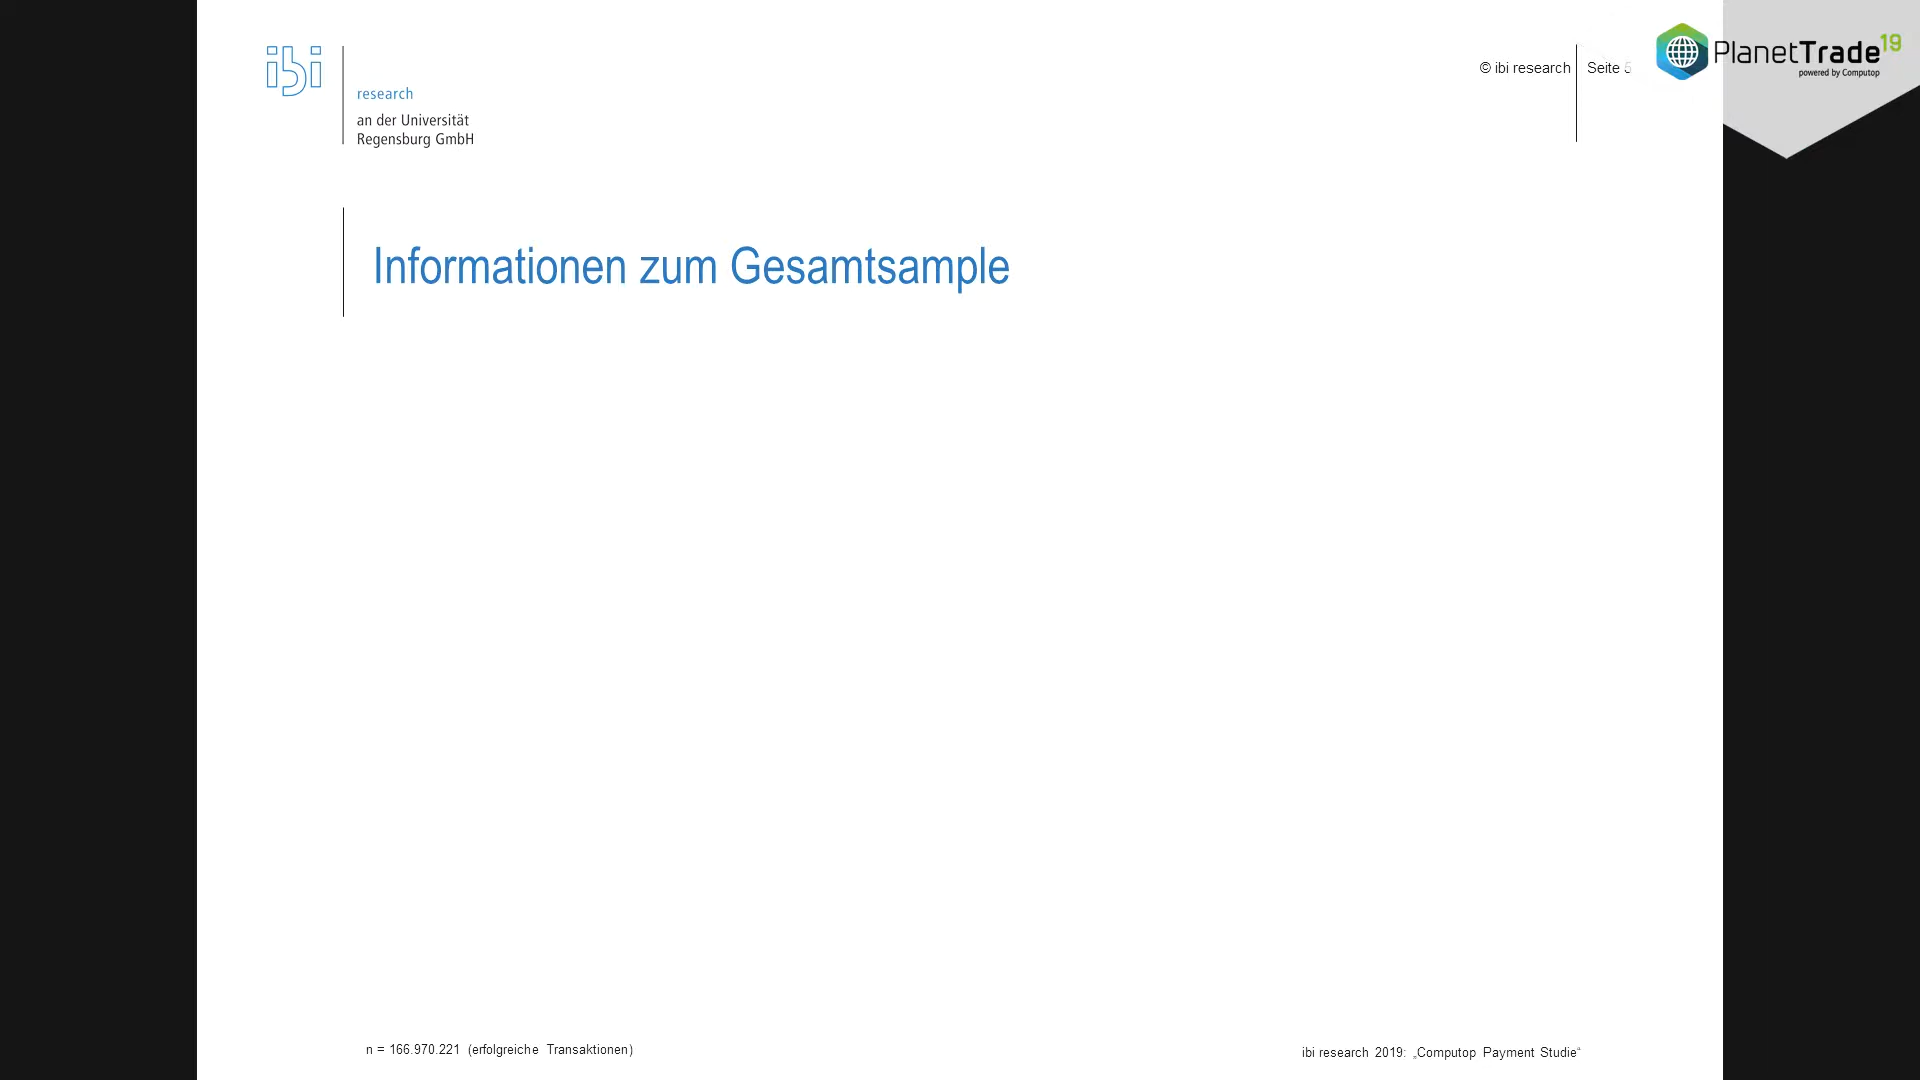 ibi
research
an der Universität
Regensburg GmbH
© ibi research
Seite 5
PlanetTrade19
powered by Computop
Informationen zum Gesamtsample
n = 166.970.221 (erfolgreiche Transaktionen)
ibi research 2019: „Computop Payment Studie“